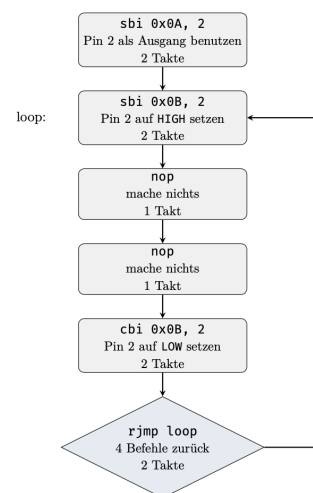 sbi 0x0A, 2
Pin 2 als Ausgang benutzen
2 Takte
loop:
sbi 0x0B, 2
Pin 2 auf HIGH setzen
2 Takte
nop
mache nichts
1 Takt
nop
mache nichts
1 Takt
cbi 0x0B, 2
Pin 2 auf LOW setzen
2 Takte
rjmp loop
4 Befehle zurück
2 Takte